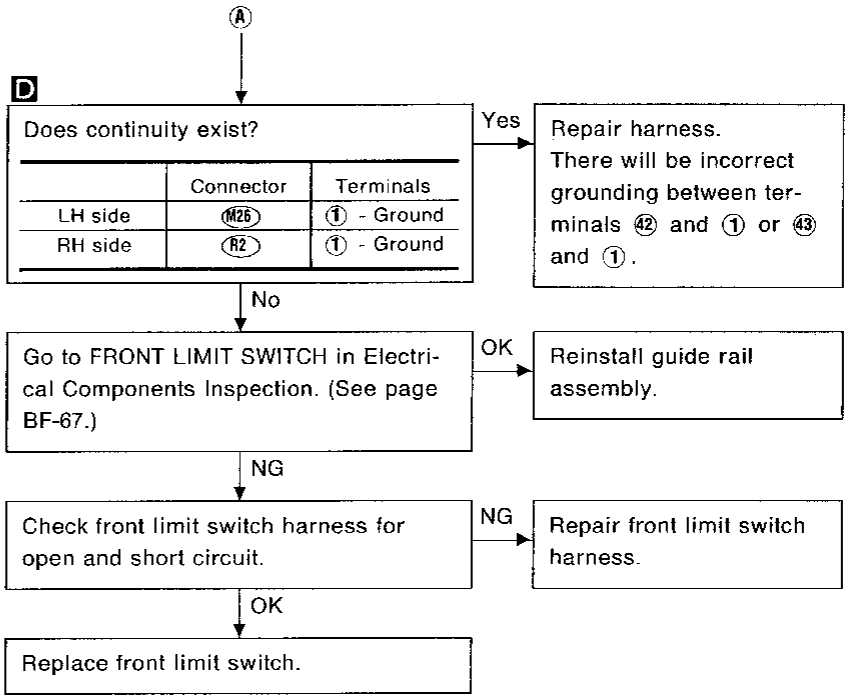 A
D
Does continuity exist?
Connector Terminals
LH side M26 1 - Ground
RH side R2 1 - Ground
Yes
Repair harness.
There will be incorrect
grounding between ter-
minals 42 and 1 or 43
and 1.
No
Go to FRONT LIMIT SWITCH in Electri-
cal Components Inspection. (See page
BF-67.)
OK
Reinstall guide rail
assembly.
NG
Check front limit switch harness for
open and short circuit.
NG
Repair front limit switch
harness.
OK
Replace front limit switch.